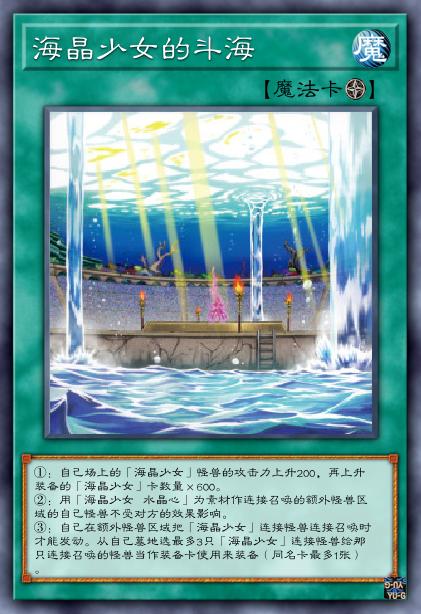 海晶少女的斗海
魔
【魔法卡】
①：自己场上的「海晶少女」怪兽的攻击力上升200，再上升
装备的「海晶少女」卡数量×600。
②：用「海晶少女 水晶心」为素材作连接召唤的额外怪兽区
域的自己怪兽不受对方的效果影响。
③：自己在额外怪兽区域把「海晶少女」连接怪兽连接召唤时
才能发动。从自己墓地选最多3只「海晶少女」连接怪兽给那
只连接召唤的怪兽当作装备卡使用来装备（同名卡最多1张）
。
YU-G